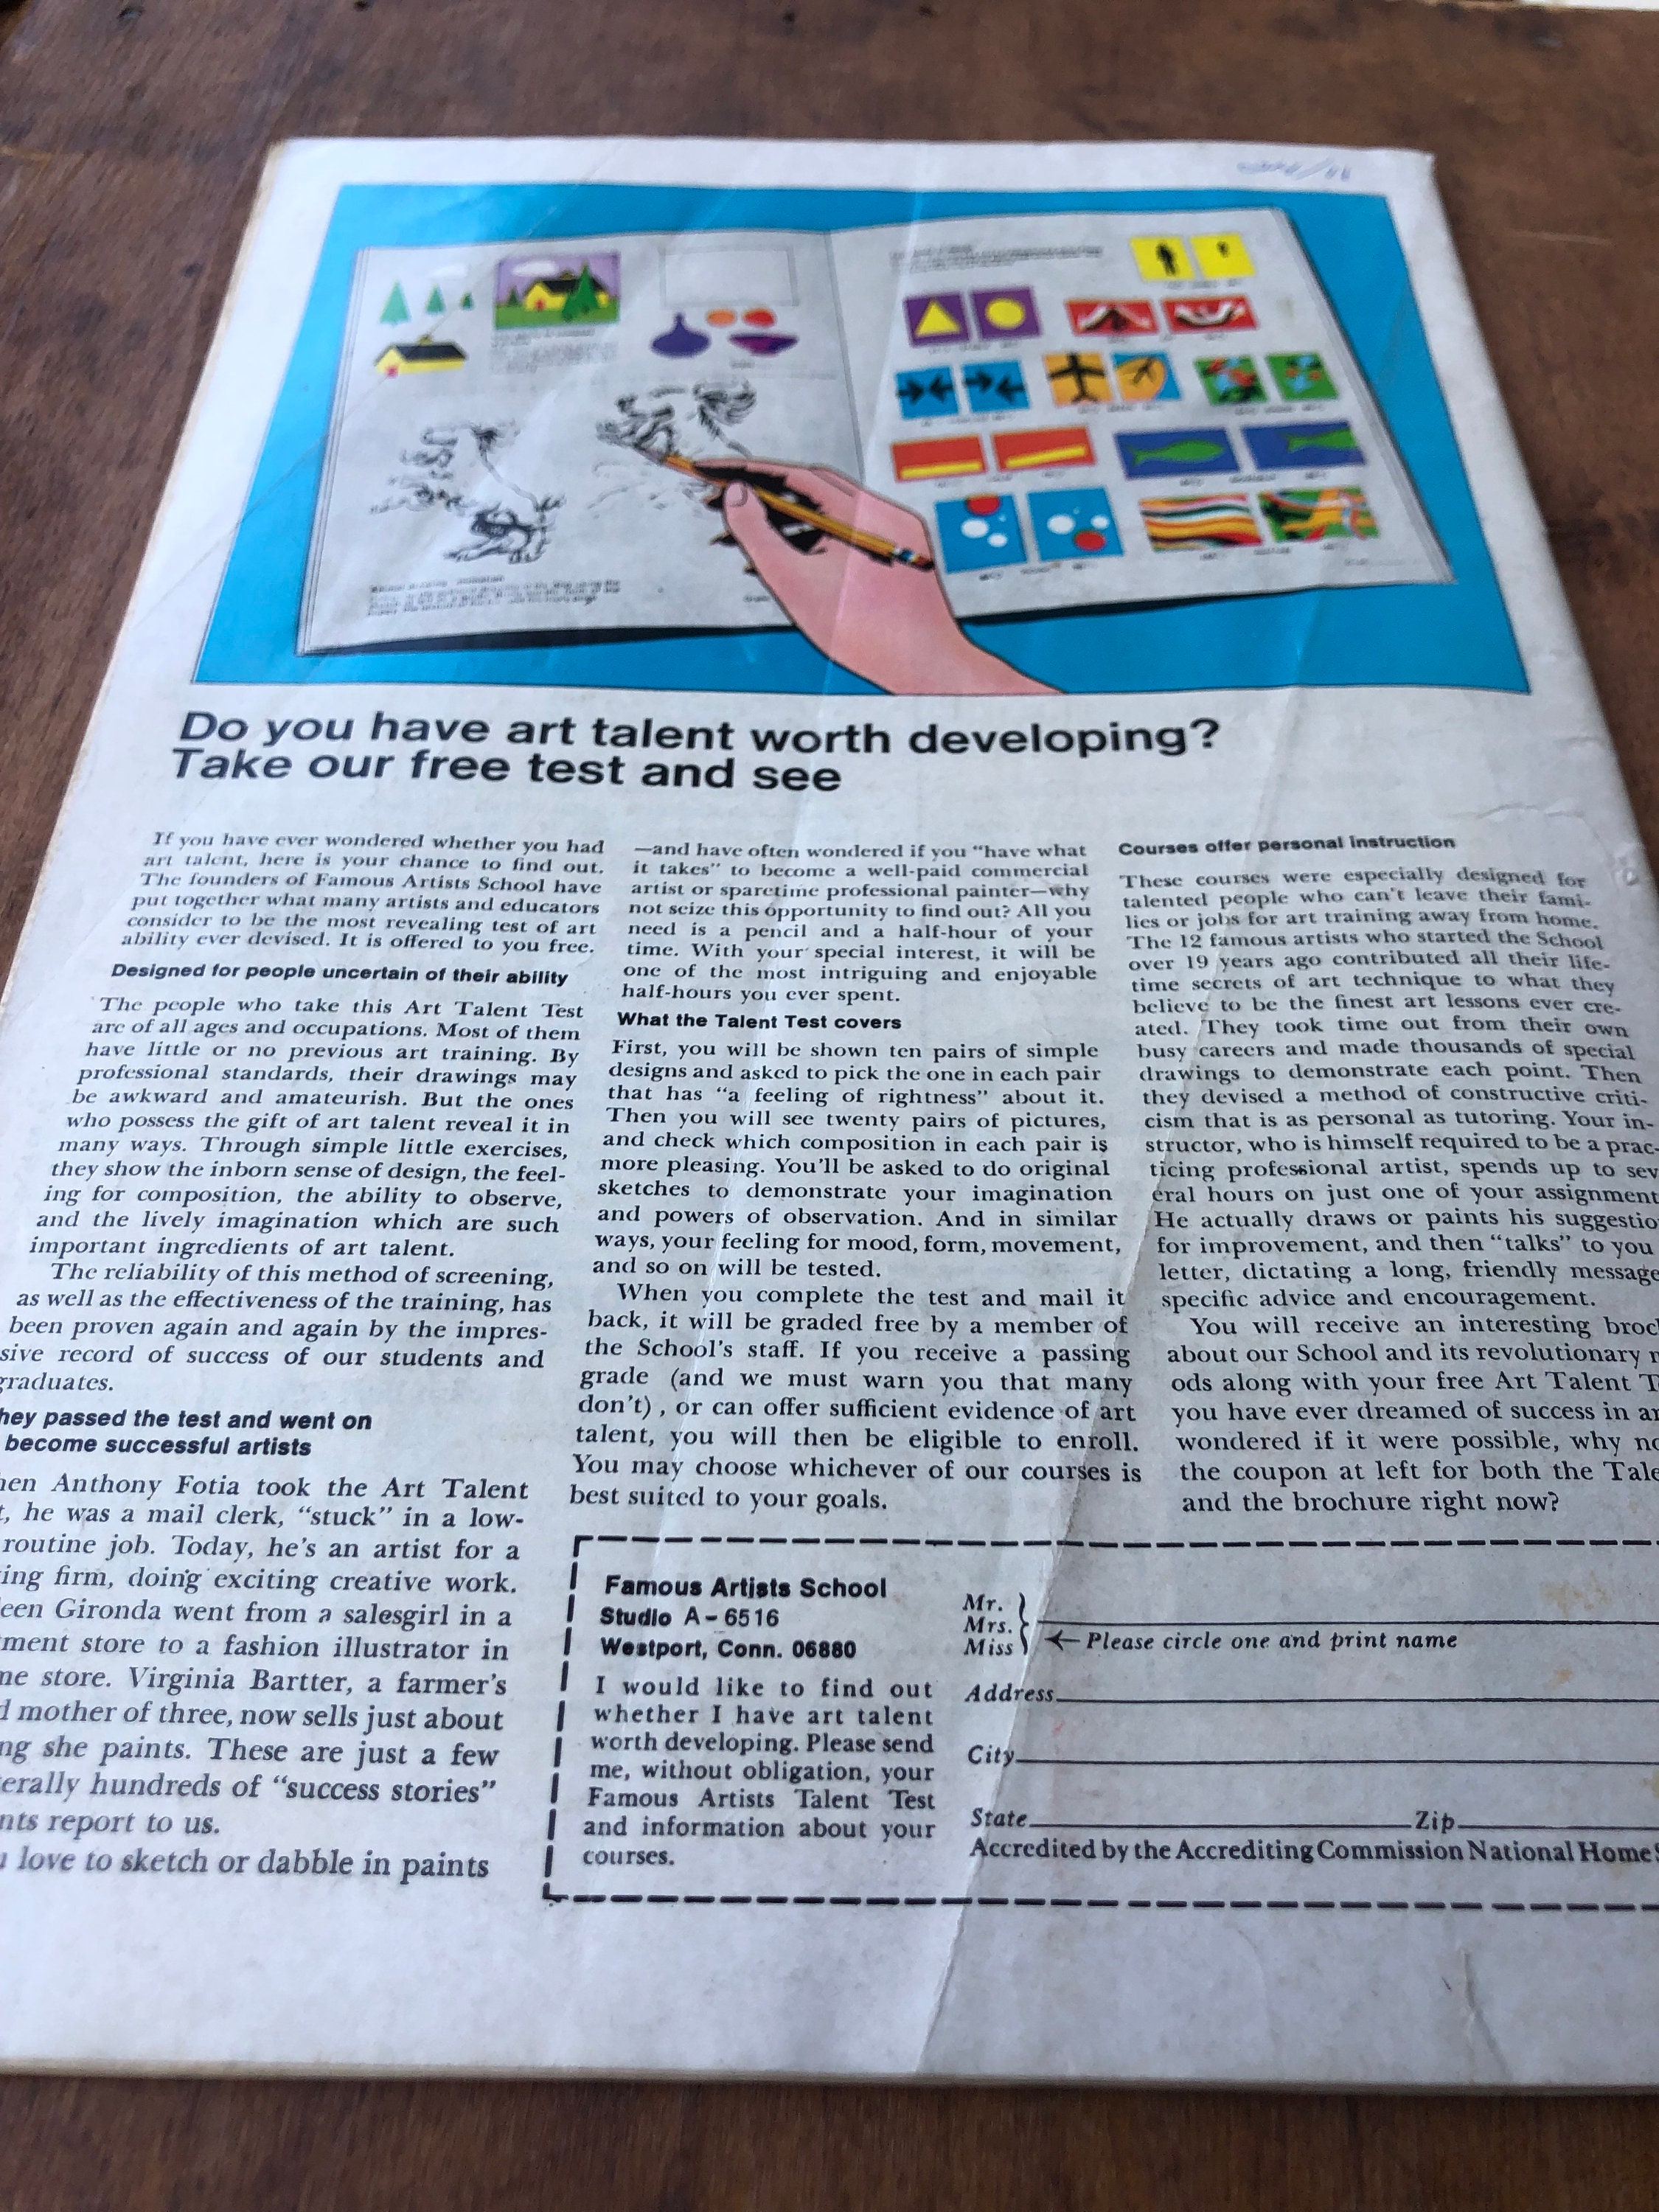 Do you have art talent worth developing?
Take our free test and see
If you have ever wondered whether you had
art talent, here is your chance to find out.
The founders of Famous Artists School have
put together what many artists and educators
consider to be the most revealing test of art
ability ever devised. It is offered to you free.
Designed for people uncertain of their ability
The people who take this Art Talent Test
are of all ages and occupations. Most of them
have little or no previous art training. By
professional standards, their drawings may
be awkward and amateurish. But the ones
who possess the gift of art talent reveal it in
many ways. Through simple little exercises,
they show the inborn sense of design, the feel-
ing for composition, the ability to observe,
and the lively imagination which are such
important ingredients of art talent.
The reliability of this method of screening,
as well as the effectiveness of the training, has
been proven again and again by the impres-
sive record of success of our students and
graduates.
hey passed the test and went on
become successful artists
hen Anthony Fotia took the Art Talent
t, he was a mail clerk, "stuck" in a low-
routine job. Today, he's an artist for a
ing firm, doing exciting creative work.
een Gironda went from a salesgirl in a
ment store to a fashion illustrator in
me store. Virginia Bartter, a farmer's
d mother of three, now sells just about
ng she paints. These are just a few
erally hundreds of "success stories"
nts report to us.
u love to sketch or dabble in paints
—and have often wondered if you "have what
it takes" to become a well-paid commercial
artist or sparetime professional painter—why
not seize this opportunity to find out? All you
need is a pencil and a half-hour of your
time. With your special interest, it will be
one of the most intriguing and enjoyable
half-hours you ever spent.
What the Talent Test covers
First, you will be shown ten pairs of simple
designs and asked to pick the one in each pair
that has "a feeling of rightness" about it.
Then you will see twenty pairs of pictures,
and check which composition in each pair is
more pleasing. You'll be asked to do original
sketches to demonstrate your imagination
and powers of observation. And in similar
ways, your feeling for mood, form, movement,
and so on will be tested.
When you complete the test and mail it
back, it will be graded free by a member of
the School's staff. If you receive a passing
grade (and we must warn you that many
don't), or can offer sufficient evidence of art
talent, you will then be eligible to enroll.
You may choose whichever of our courses is
best suited to your goals.
Courses offer personal instruction
These courses were especially designed for
talented people who can't leave their fami-
lies or jobs for art training away from home.
The 12 famous artists who started the School
over 19 years ago contributed all their life-
time secrets of art technique to what they
believe to be the finest art lessons ever cre-
ated. They took time out from their own
busy careers and made thousands of special
drawings to demonstrate each point. Then
they devised a method of constructive criti-
cism that is as personal as tutoring. Your in-
structor, who is himself required to be a prac-
ticing professional artist, spends up to sev
eral hours on just one of your assignment
He actually draws or paints his suggestio
for improvement, and then "talks" to you
letter, dictating a long, friendly message
specific advice and encouragement.
You will receive an interesting broc
about our School and its revolutionary m
ods along with your free Art Talent T
you have ever dreamed of success in ar
wondered if it were possible, why no
the coupon at left for both the Tale
and the brochure right now?
Famous Artists School
Studio A-6516
Westport, Conn. 06880
I would like to find out
whether I have art talent
worth developing. Please send
me, without obligation, your
Famous Artists Talent Test
and information about your
courses.
Mr.
Mrs.
Miss
Please circle one and print name
Address
City
State Zip
Accredited by the Accrediting Commission National Home S